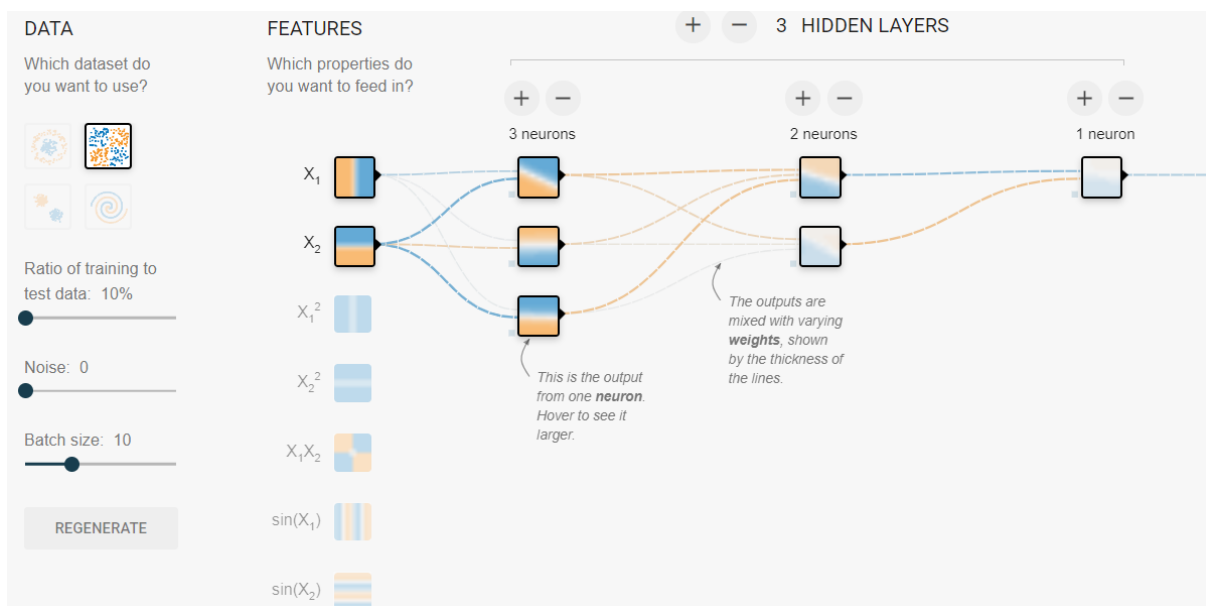 DATA
Which dataset do
you want to use?
Ratio of training to
test data: 10%
Noise: 0
Batch size: 10
REGENERATE
FEATURES
Which properties do
you want to feed in?
X1
X2
X1²
X2²
X1X2
sin(X1)
sin(X2)
+ − 3 HIDDEN LAYERS
+ −
3 neurons
+ −
2 neurons
+ −
1 neuron
This is the output
from one neuron.
Hover to see it
larger.
The outputs are
mixed with varying
weights, shown
by the thickness of
the lines.